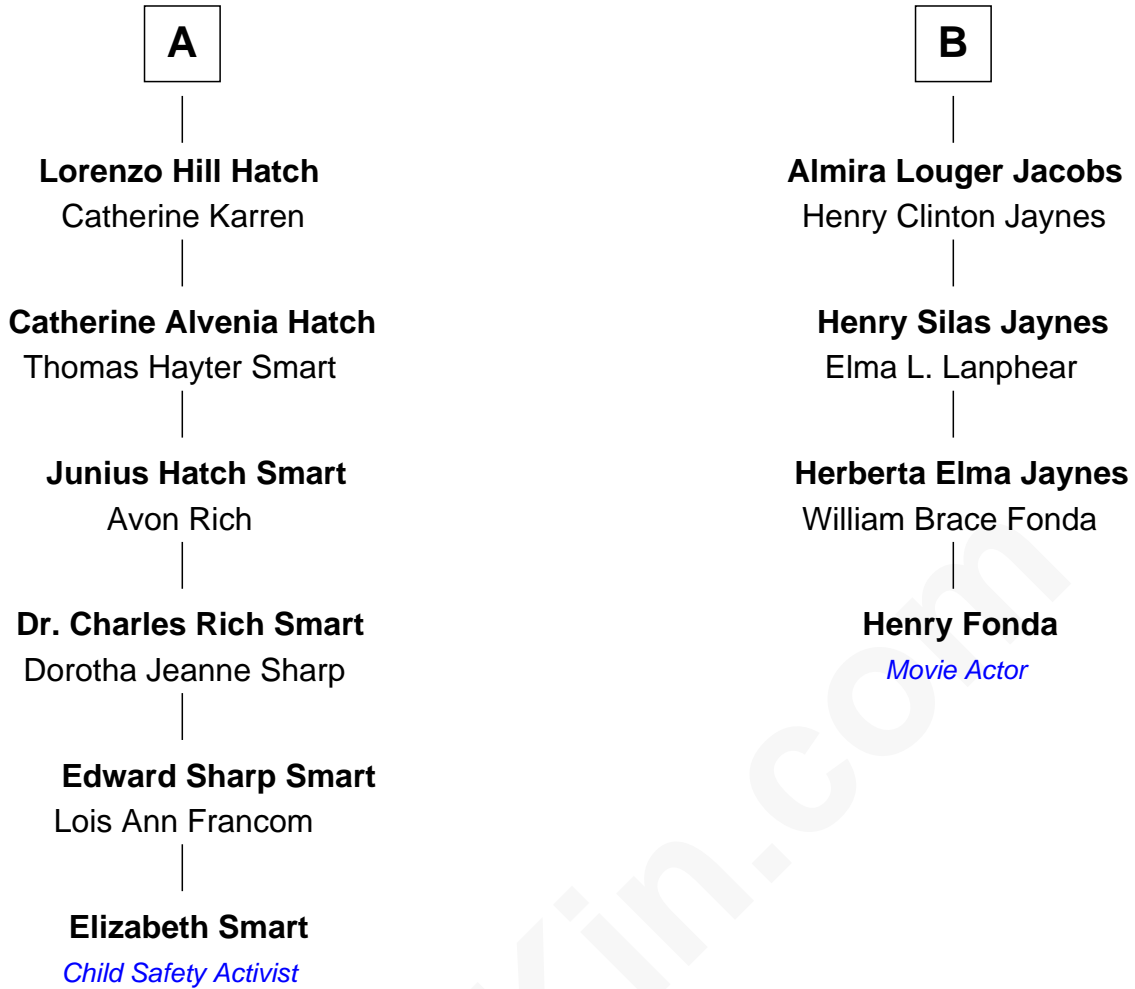 A
Lorenzo Hill Hatch
Catherine Karren
Catherine Alvenia Hatch
Thomas Hayter Smart
Junius Hatch Smart
Avon Rich
Dr. Charles Rich Smart
Dorotha Jeanne Sharp
Edward Sharp Smart
Lois Ann Francom
Elizabeth Smart
Child Safety Activist
B
Almira Louger Jacobs
Henry Clinton Jaynes
Henry Silas Jaynes
Elma L. Lanphear
Herberta Elma Jaynes
William Brace Fonda
Henry Fonda
Movie Actor
Kin.com